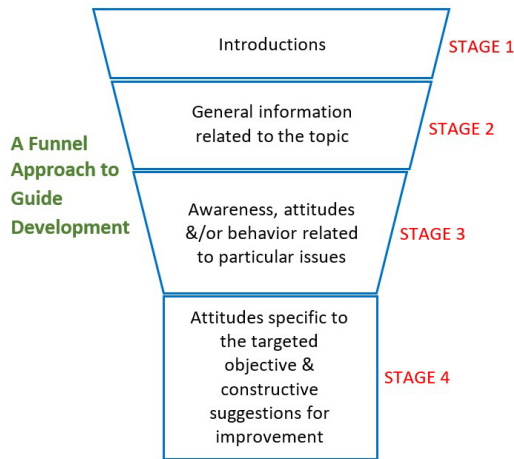 Introductions
STAGE 1
General information
related to the topic
STAGE 2
A Funnel
Approach to
Guide
Development
Awareness, attitudes
&/or behavior related
to particular issues
STAGE 3
Attitudes specific to
the targeted
objective &
constructive
suggestions for
improvement
STAGE 4